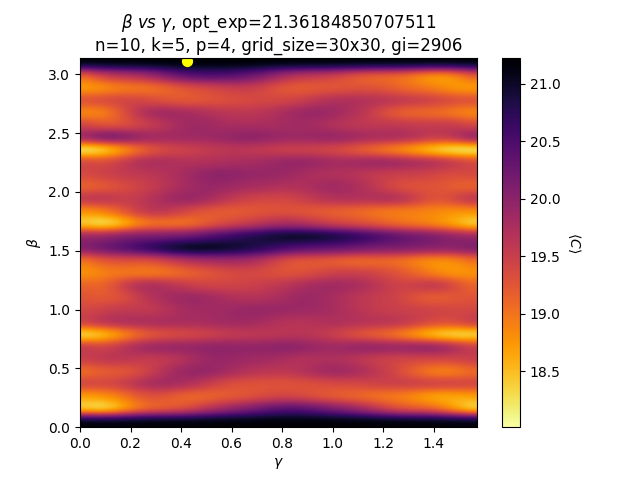 β vs γ, opt_exp=21.36184850707511
n=10, k=5, p=4, grid_size=30x30, gi=2906
3.0
2.5
2.0
1.5
1.0
0.5
0.0
β
0.0 0.2 0.4 0.6 0.8 1.0 1.2 1.4
γ
21.0
20.5
20.0
19.5
19.0
18.5
⟨C⟩